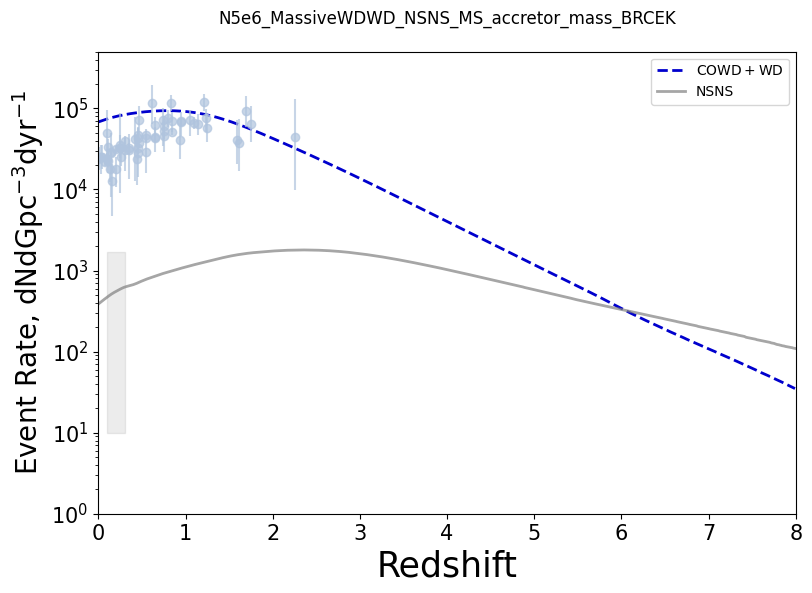 N5e6_MassiveWDWD_NSNS_MS_accretor_mass_BRCEK
COWD + WD
NSNS
Event Rate, dNdGpc⁻³dyr⁻¹
10⁵
10⁴
10³
10²
10¹
10⁰
0 1 2 3 4 5 6 7 8
Redshift